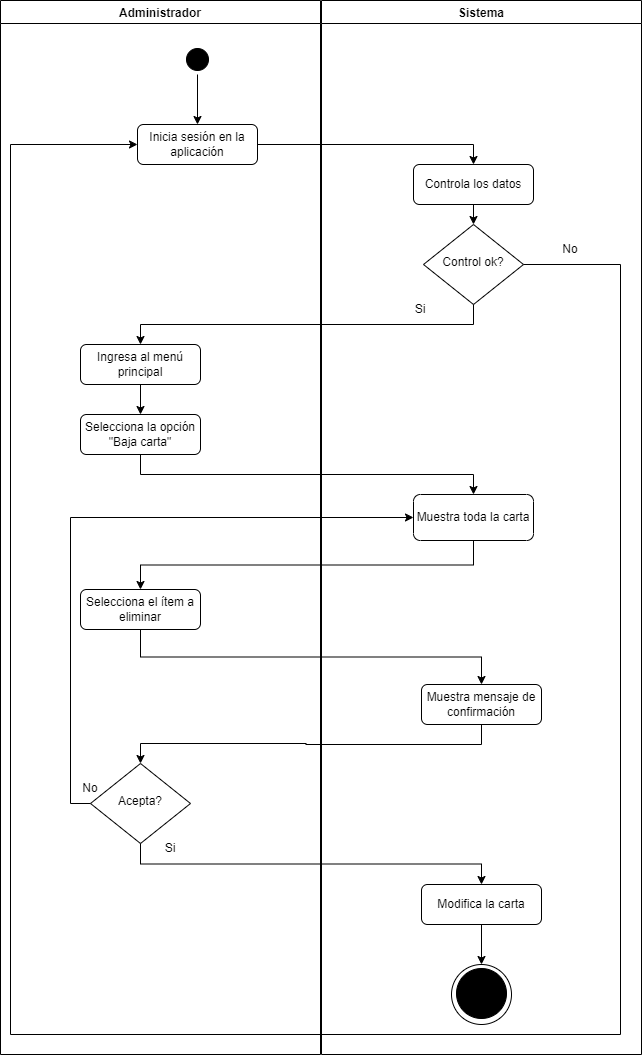 Administrador
Sistema
Inicia sesión en la
aplicación
Controla los datos
Control ok?
No
Si
Ingresa al menú
principal
Selecciona la opción
"Baja carta"
Muestra toda la carta
Selecciona el ítem a
eliminar
Muestra mensaje de
confirmación
No
Acepta?
Si
Modifica la carta